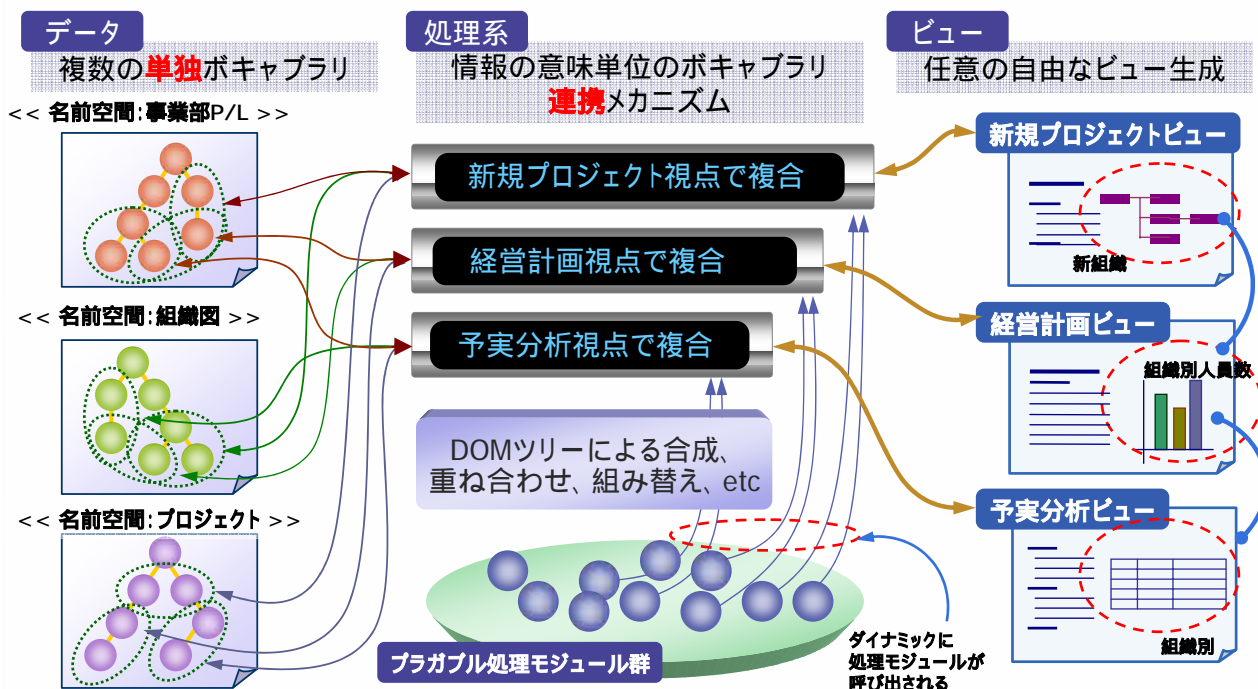 データ
複数の単独ボキャブラリ
<< 名前空間：事業部P/L >>
<< 名前空間：組織図 >>
<< 名前空間：プロジェクト >>
処理系
情報の意味単位のボキャブラリ
連携メカニズム
新規プロジェクト視点で複合
経営計画視点で複合
予実分析視点で複合
DOMツリーによる合成、
重ね合わせ、組み替え、etc
プラガブル処理モジュール群
ダイナミックに
処理モジュールが
呼び出される
ビュー
任意の自由なビュー生成
新規プロジェクトビュー
新組織
経営計画ビュー
組織別人員数
予実分析ビュー
組織別